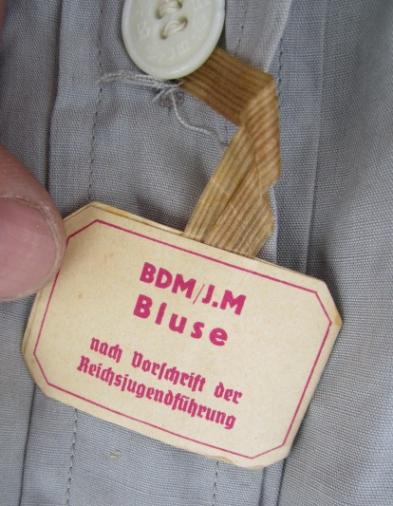 BDM/J.M
Bluse
nach Vorschrift der
Reichsjugendführung